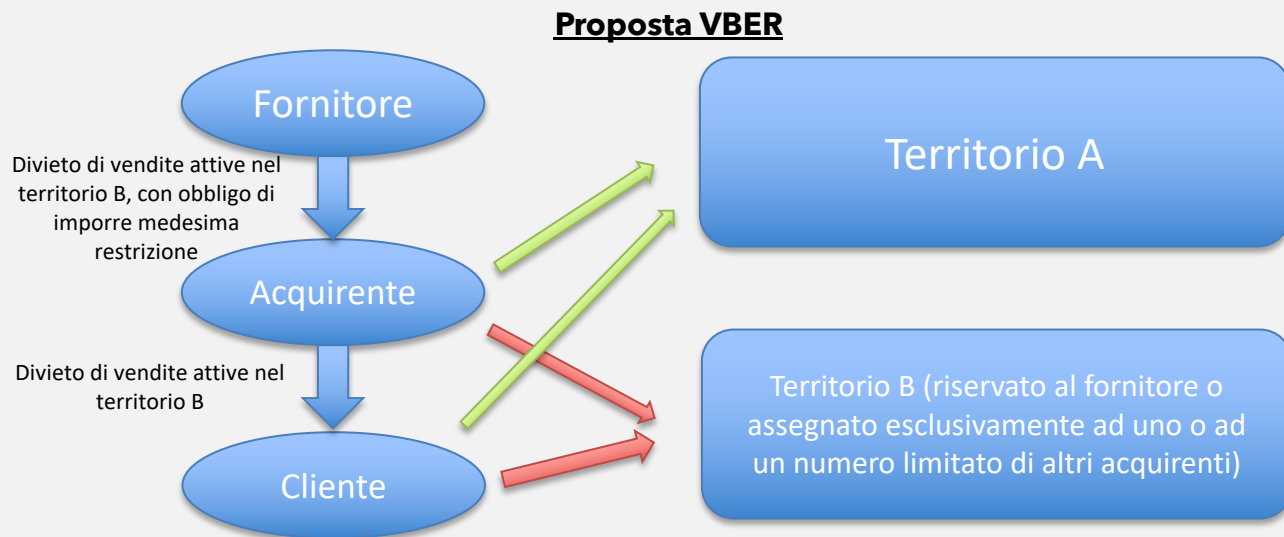 Proposta VBER
Fornitore
Divieto di vendite attive nel
territorio B, con obbligo di
imporre medesima
restrizione
Acquirente
Divieto di vendite attive nel
territorio B
Cliente
Territorio A
Territorio B (riservato al fornitore o
assegnato esclusivamente ad uno o ad
un numero limitato di altri acquirenti)